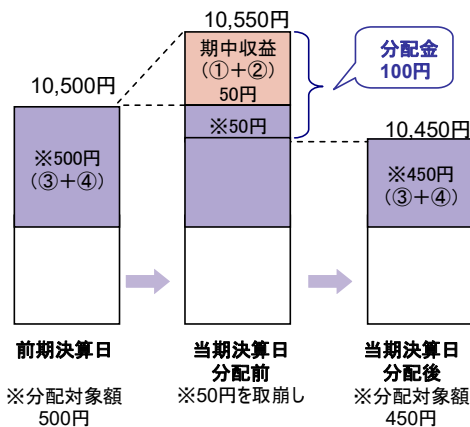 10,550円
期中収益
(①+②)
50円
分配金
100円
10,500円
※50円
10,450円
※500円
(③+④)
※450円
(③+④)
前期決算日
当期決算日
分配前
当期決算日
分配後
※分配対象額
500円
※50円を取崩し
※分配対象額
450円